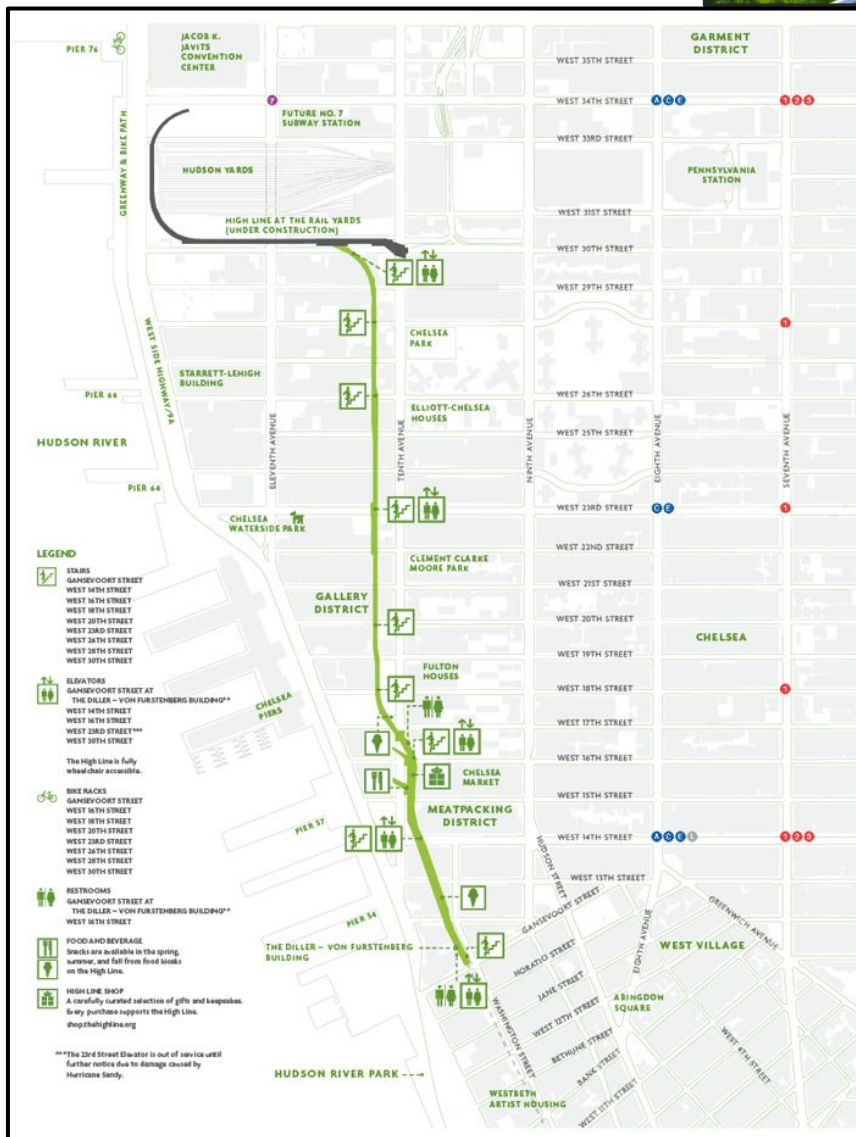 JACOB K.
JAVITS
CONVENTION
CENTER
GARMENT
DISTRICT
PIER 76
WEST 35TH STREET
7
A C E
WEST 34TH STREET
1 2 3
FUTURE NO. 7
SUBWAY STATION
WEST 33RD STREET
GREENWAY & BIKE PATH
HUDSON YARDS
PENNSYLVANIA
STATION
HIGH LINE AT THE RAIL YARDS
(UNDER CONSTRUCTION)
WEST 31ST STREET
WEST 30TH STREET
WEST 29TH STREET
1
CHELSEA
PARK
WEST SIDE HIGHWAY/9A
STARRETT-LEHIGH
BUILDING
PIER 66
WEST 26TH STREET
ELLIOTT-CHELSEA
HOUSES
HUDSON RIVER
ELEVENTH AVENUE
TENTH AVENUE
NINTH AVENUE
EIGHTH AVENUE
SEVENTH AVENUE
WEST 25TH STREET
PIER 64
CHELSEA
WATERSIDE PARK
WEST 23RD STREET
C E
1
CLEMENT CLARKE
MOORE PARK
WEST 22ND STREET
WEST 21ST STREET
GALLERY
DISTRICT
WEST 20TH STREET
CHELSEA
WEST 19TH STREET
FULTON
HOUSES
WEST 18TH STREET
1
CHELSEA
PIERS
WEST 17TH STREET
WEST 16TH STREET
CHELSEA
MARKET
WEST 15TH STREET
MEATPACKING
DISTRICT
PIER 57
WEST 14TH STREET
A C E L
1 2 3
HUDSON STREET
WEST 13TH STREET
GANSEVOORT STREET
PIER 54
GREENWICH AVENUE
EIGHTH AVENUE
THE DILLER – VON FURSTENBERG
BUILDING
HORATIO STREET
WEST VILLAGE
JANE STREET
ABINGDON
SQUARE
WEST 12TH STREET
WASHINGTON STREET
BETHUNE STREET
WEST 4TH STREET
BANK STREET
HUDSON RIVER PARK
WESTBETH
ARTIST HOUSING
WEST 11TH STREET
LEGEND
STAIRS
GANSEVOORT STREET
WEST 14TH STREET
WEST 16TH STREET
WEST 18TH STREET
WEST 20TH STREET
WEST 23RD STREET
WEST 26TH STREET
WEST 28TH STREET
WEST 30TH STREET
ELEVATORS
GANSEVOORT STREET AT
THE DILLER – VON FURSTENBERG BUILDING**
WEST 14TH STREET
WEST 16TH STREET
WEST 23RD STREET***
WEST 30TH STREET
The High Line is fully
wheelchair accessible.
BIKE RACKS
GANSEVOORT STREET
WEST 16TH STREET
WEST 18TH STREET
WEST 20TH STREET
WEST 23RD STREET
WEST 26TH STREET
WEST 28TH STREET
WEST 30TH STREET
RESTROOMS
GANSEVOORT STREET AT
THE DILLER – VON FURSTENBERG BUILDING**
WEST 16TH STREET
FOOD AND BEVERAGE
Snacks are available in the spring,
summer, and fall from food kiosks
on the High Line.
HIGH LINE SHOP
A carefully curated selection of gifts and keepsakes.
Every purchase supports the High Line.
shop.thehighline.org
***The 23rd Street Elevator is out of service until
further notice due to damage caused by
Hurricane Sandy.